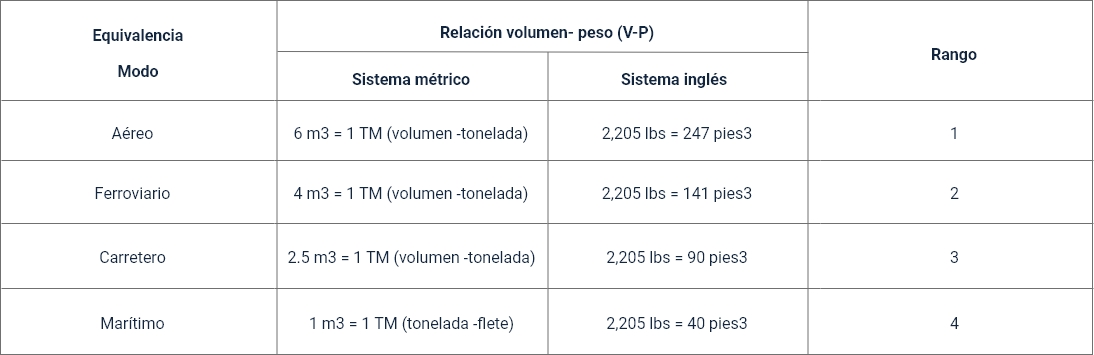 Equivalencia
Modo
Relación volumen- peso (V-P)
Rango
Sistema métrico
Sistema inglés
Aéreo
6 m3 = 1 TM (volumen -tonelada)
2,205 lbs = 247 pies3
1
Ferroviario
4 m3 = 1 TM (volumen -tonelada)
2,205 lbs = 141 pies3
2
Carretero
2.5 m3 = 1 TM (volumen -tonelada)
2,205 lbs = 90 pies3
3
Marítimo
1 m3 = 1 TM (tonelada -flete)
2,205 lbs = 40 pies3
4